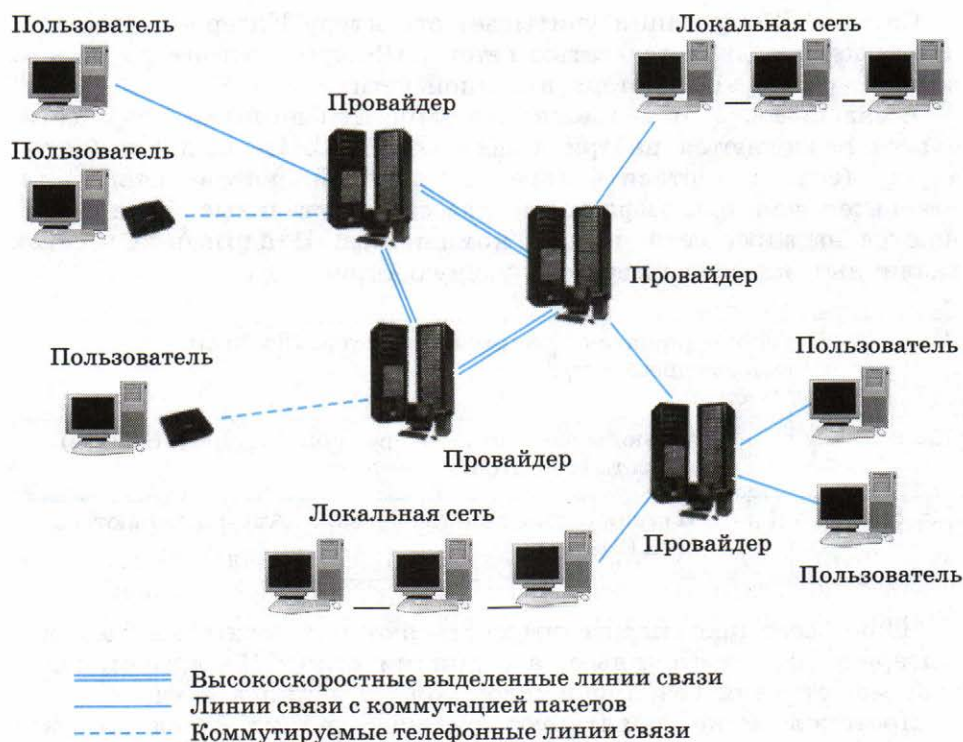 Пользователь
Локальная сеть
Провайдер
Пользователь
Провайдер
Пользователь
Пользователь
Провайдер
Локальная сеть
Провайдер
Пользователь
Высокоскоростные выделенные линии связи
Линии связи с коммутацией пакетов
Коммутируемые телефонные линии связи